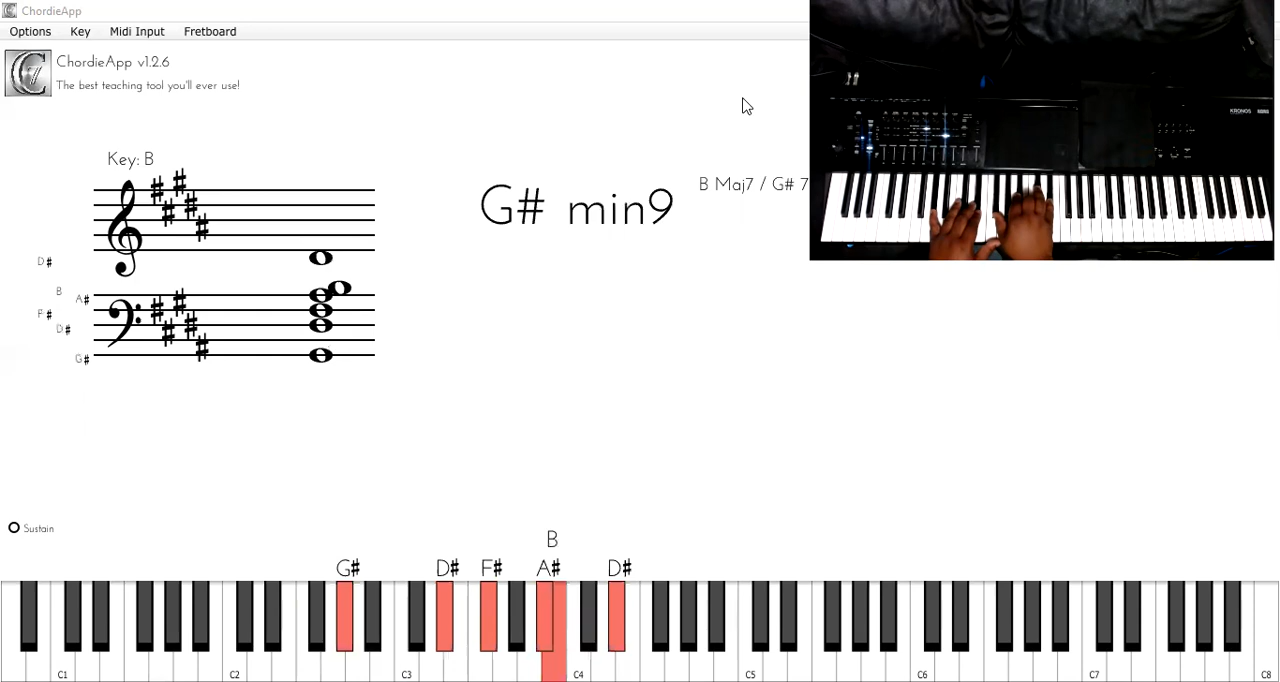 ChordieApp
Options Key Midi Input Fretboard
ChordieApp v1.2.6
The best teaching tool you'll ever use!
KRONOS KORG
Key: B
B Maj7 / G# 7
G# min9
D#
B
A#
F#
D#
G#
Sustain
B
G# D# F# A# D#
C1 C2 C3 C4 C5 C6 C7 C8